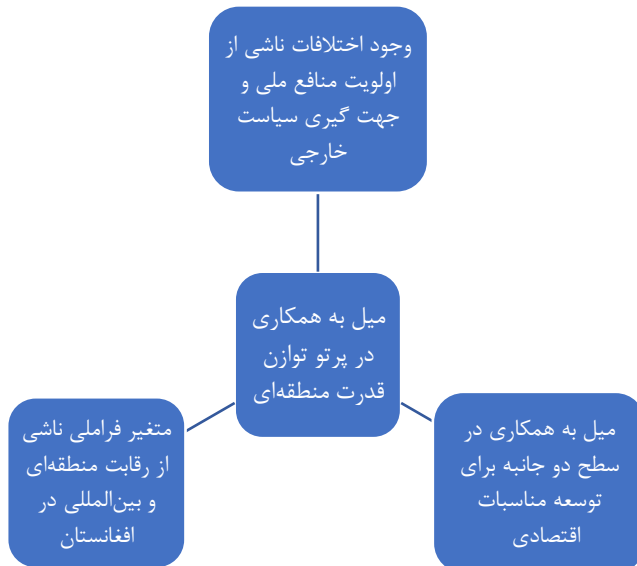 وجود اختلافات ناشی از
اولویت منافع ملی و
جهت گیری سیاست
خارجی
میل به همکاری
در پرتو توازن
قدرت منطقه‌ای
میل به همکاری در
سطح دو جانبه برای
توسعه مناسبات
اقتصادی
متغیر فراملی ناشی
از رقابت منطقه‌ای
و بین‌المللی در
افغانستان